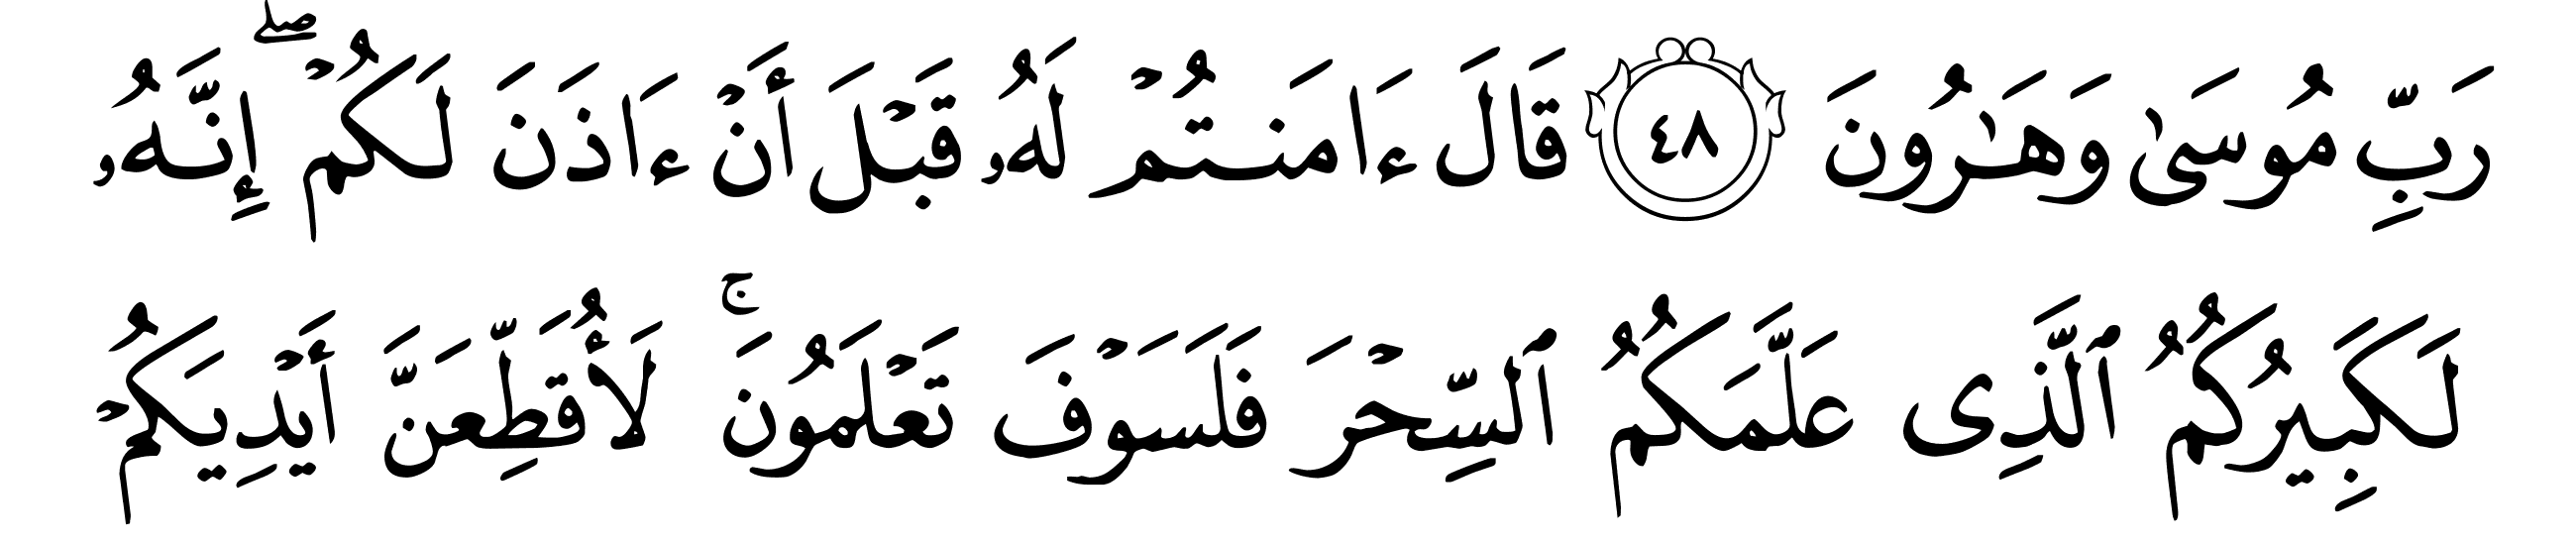 رَبِّ مُوسَىٰ وَهَـٰرُونَ ٤٨ قَالَ ءَامَنتُمْ لَهُۥ قَبْلَ أَنْ ءَاذَنَ لَكُمْ ۖ إِنَّهُۥ
لَكَبِيرُكُمُ ٱلَّذِى عَلَّمَكُمُ ٱلسِّحْرَ فَلَسَوْفَ تَعْلَمُونَ ۚ لَأُقَطِّعَنَّ أَيْدِيَكُمْ